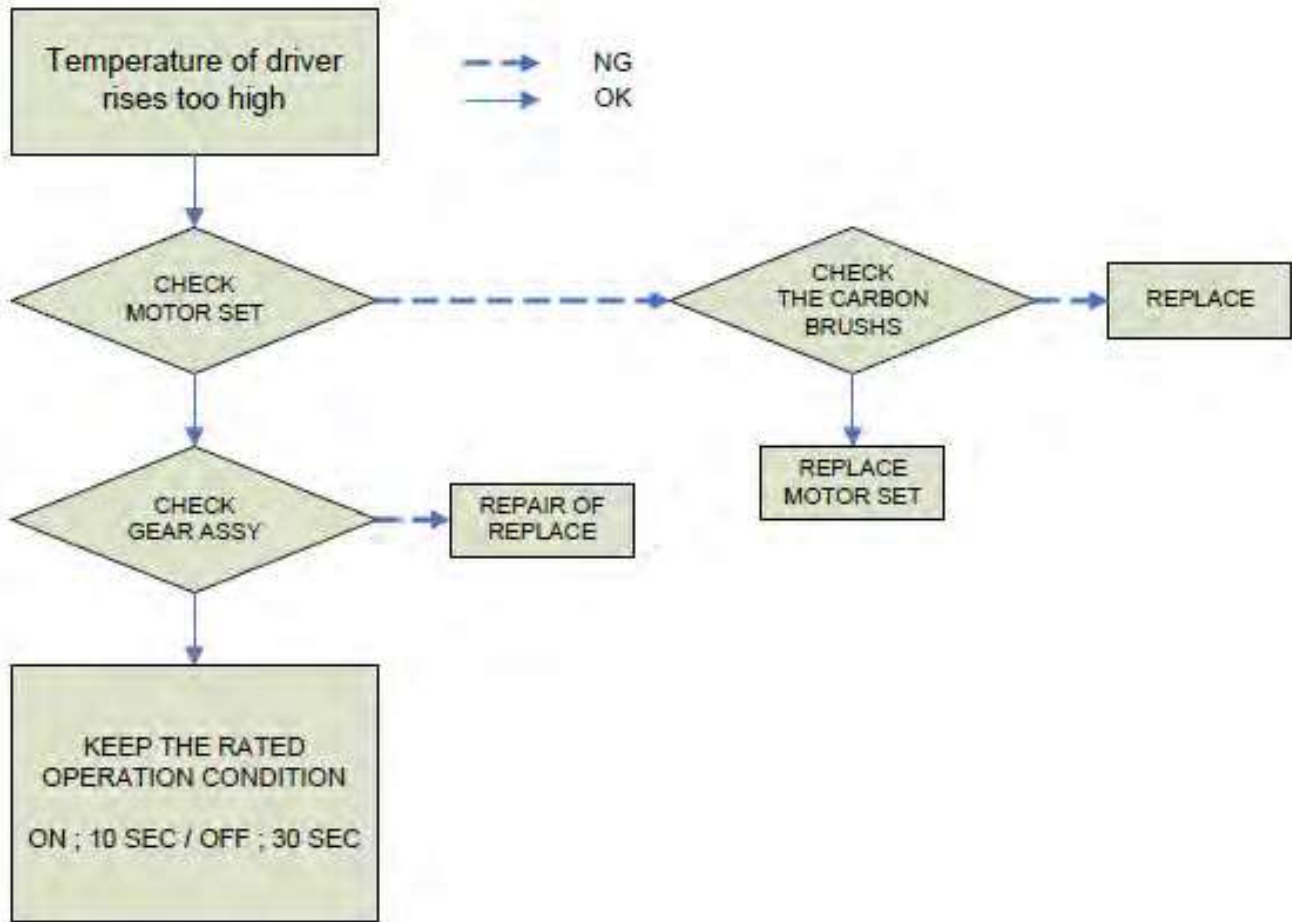 Temperature of driver
rises too high
NG
OK
CHECK
MOTOR SET
CHECK
THE CARBON
BRUSHS
REPLACE
REPLACE
MOTOR SET
CHECK
GEAR ASSY
REPAIR OF
REPLACE
KEEP THE RATED
OPERATION CONDITION
ON ; 10 SEC / OFF ; 30 SEC